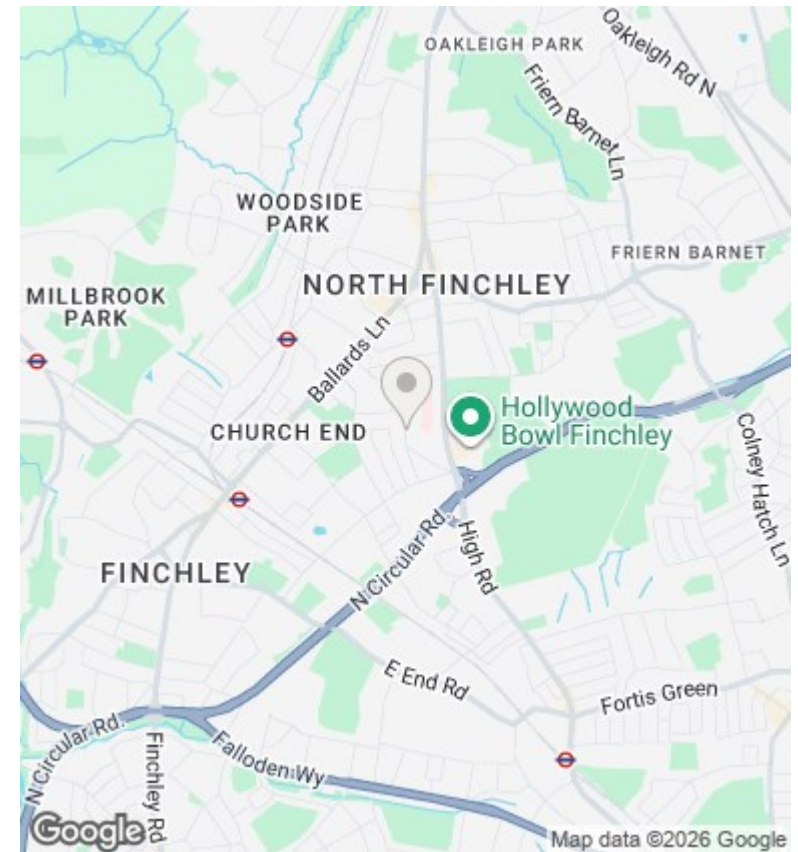 OAKLEIGH PARK
Oakleigh Rd N
Friern Barnet Ln
WOODSIDE
PARK
FRIERN BARNET
NORTH FINCHLEY
MILLBROOK
PARK
Ballards Ln
Hollywood
Bowl Finchley
CHURCH END
Colney Hatch Ln
N Circular Rd
High Rd
FINCHLEY
E End Rd
Fortis Green
N Circular Rd
Finchley Rd
Falloden Wy
Google
Map data ©2026 Google